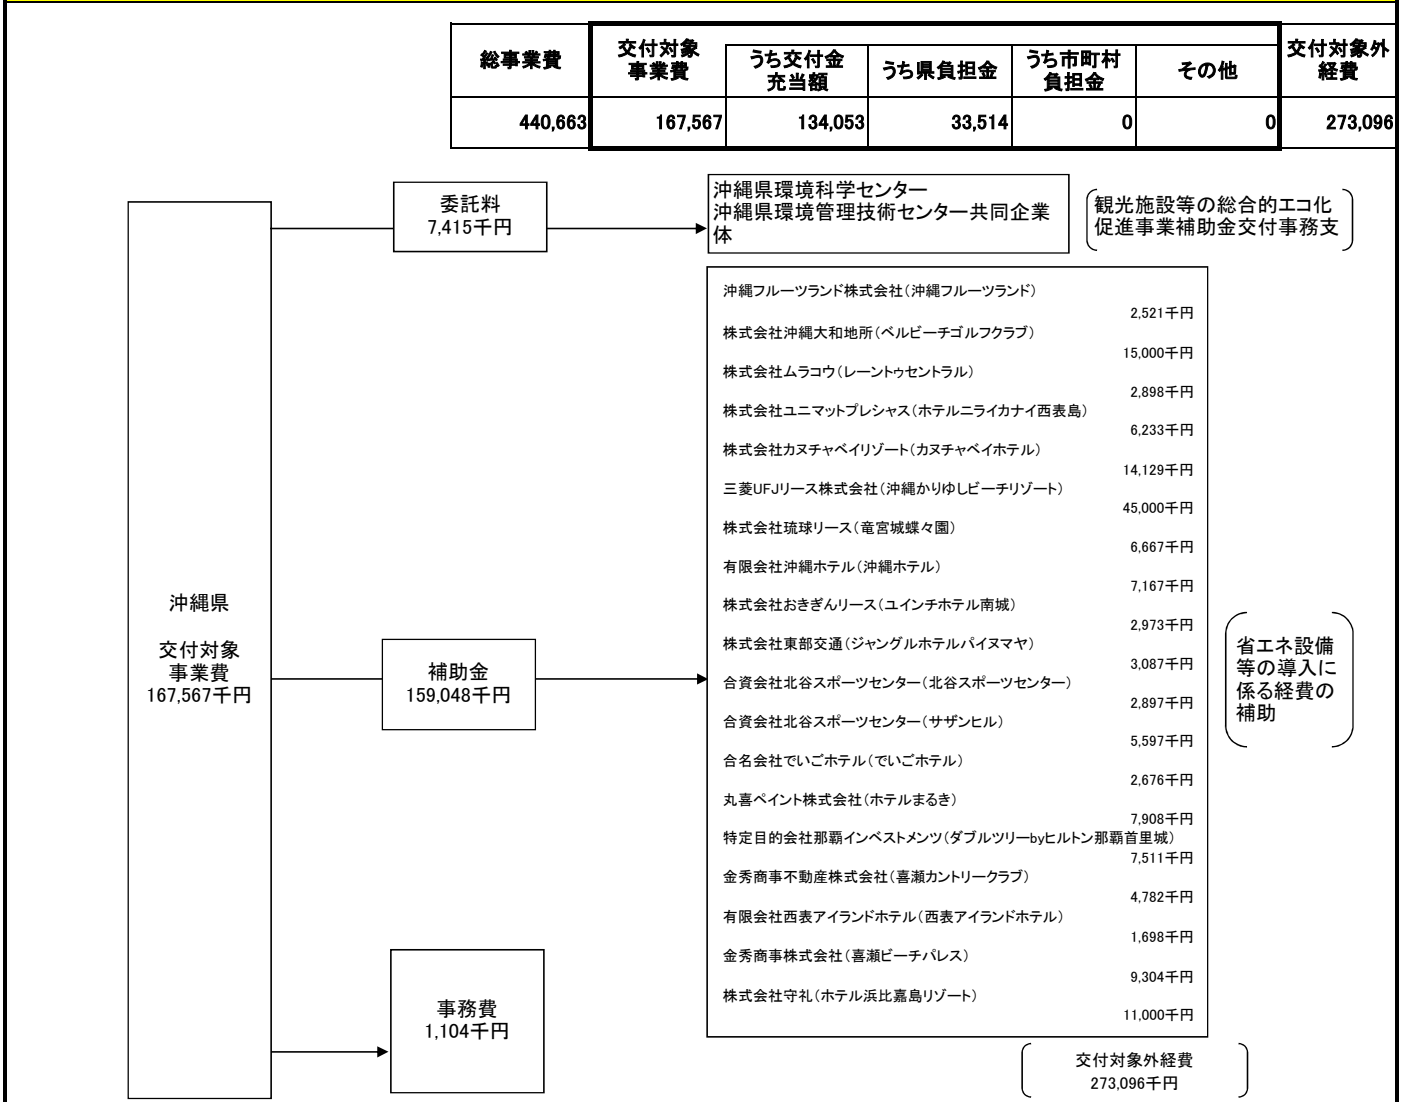 総事業費
交付対象
事業費
うち交付金
充当額
うち県負担金
うち市町村
負担金
その他
交付対象外
経費
440,663
167,567
134,053
33,514
0
0
273,096
委託料
7,415千円
沖縄県環境科学センター
沖縄県環境管理技術センター共同企業
体
観光施設等の総合的エコ化
促進事業補助金交付事務支
沖縄県
交付対象
事業費
167,567千円
補助金
159,048千円
沖縄フルーツランド株式会社(沖縄フルーツランド)
2,521千円
株式会社沖縄大和地所(ベルビーチゴルフクラブ)
15,000千円
株式会社ムラコウ(レーントゥセントラル)
2,898千円
株式会社ユニマットプレシャス(ホテルニライカナイ西表島)
6,233千円
株式会社カヌチャベイリゾート(カヌチャベイホテル)
14,129千円
三菱UFJリース株式会社(沖縄かりゆしビーチリゾート)
45,000千円
株式会社琉球リース(竜宮城蝶々園)
6,667千円
有限会社沖縄ホテル(沖縄ホテル)
7,167千円
株式会社おきぎんリース(ユインチホテル南城)
2,973千円
株式会社東部交通(ジャングルホテルパイヌマヤ)
3,087千円
合資会社北谷スポーツセンター(北谷スポーツセンター)
2,897千円
合資会社北谷スポーツセンター(サザンヒル)
5,597千円
合名会社でいごホテル(でいごホテル)
2,676千円
丸喜ペイント株式会社(ホテルまるき)
7,908千円
特定目的会社那覇インベストメンツ(ダブルツリーbyヒルトン那覇首里城)
7,511千円
金秀商事不動産株式会社(喜瀬カントリークラブ)
4,782千円
有限会社西表アイランドホテル(西表アイランドホテル)
1,698千円
金秀商事株式会社(喜瀬ビーチパレス)
9,304千円
株式会社守礼(ホテル浜比嘉島リゾート)
11,000千円
省エネ設備
等の導入に
係る経費の
補助
事務費
1,104千円
交付対象外経費
273,096千円